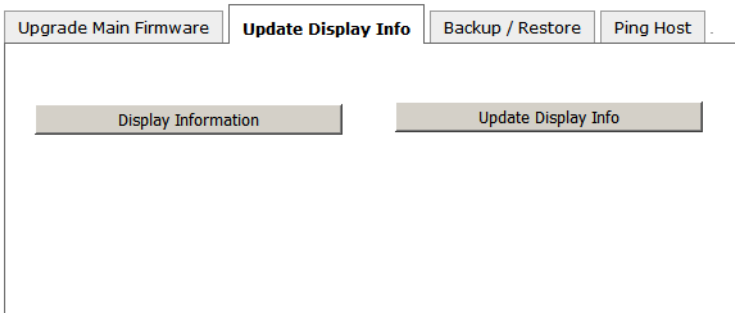 Upgrade Main Firmware Update Display Info Backup / Restore Ping Host .
Display Information Update Display Info